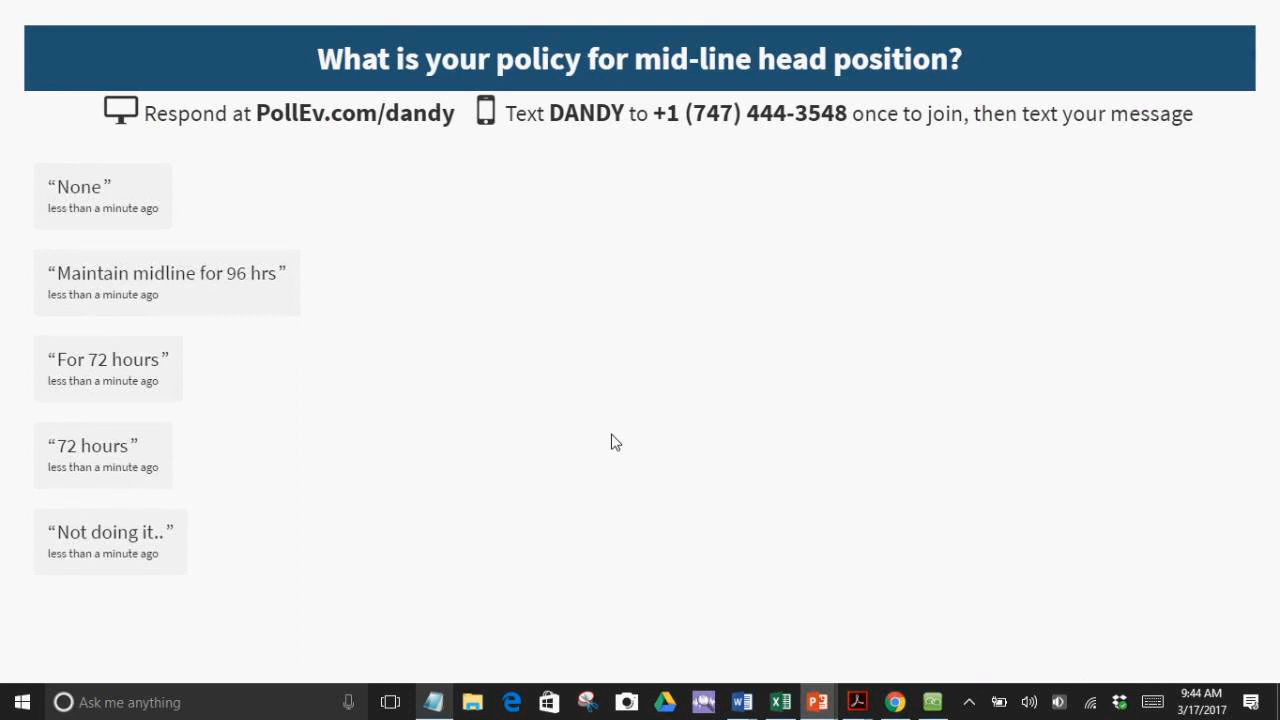 What is your policy for mid-line head position?
Respond at PollEv.com/dandy Text DANDY to +1 (747) 444-3548 once to join, then text your message
“None”
less than a minute ago
“Maintain midline for 96 hrs”
less than a minute ago
“For 72 hours”
less than a minute ago
“72 hours”
less than a minute ago
“Not doing it..”
less than a minute ago
Ask me anything
9:44 AM
3/17/2017